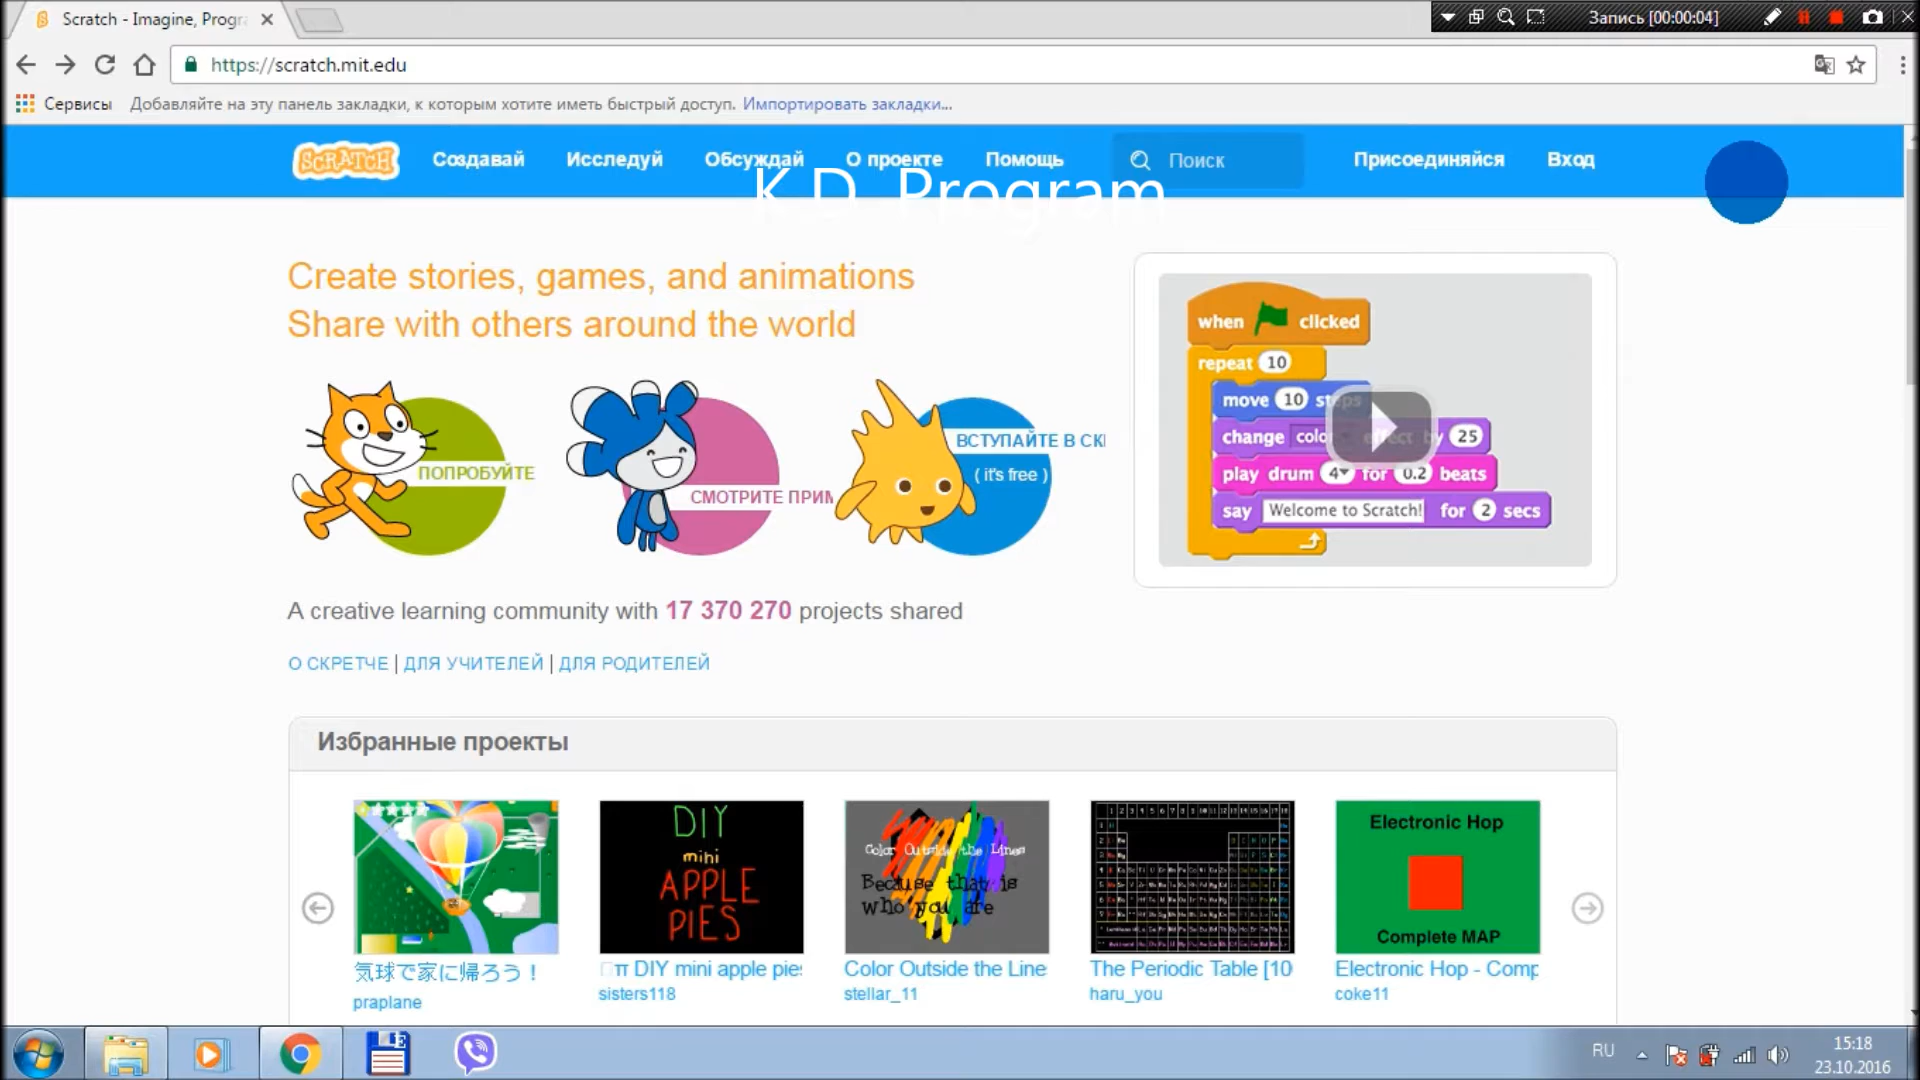 Scratch - Imagine, Progra
Запись [00:00:04]
https://scratch.mit.edu
Сервисы Добавляйте на эту панель закладки, к которым хотите иметь быстрый доступ. Импортировать закладки...
SCRATCH Создавай Исследуй Обсуждай О проекте Помощь Поиск Присоединяйся Вход
K.D. Program
Create stories, games, and animations
Share with others around the world
ПОПРОБУЙТЕ
СМОТРИТЕ ПРИМ
ВСТУПАЙТЕ В СК
( it's free )
when clicked
repeat 10
move 10 steps
change color effect by 25
play drum 4 for 0.2 beats
say Welcome to Scratch! for 2 secs
A creative learning community with 17 370 270 projects shared
О СКРЕТЧЕ | ДЛЯ УЧИТЕЛЕЙ | ДЛЯ РОДИТЕЛЕЙ
Избранные проекты
DIY
mini
APPLE
PIES
Color Outside the Lines
Because that is
who you are
Electronic Hop
Complete MAP
気球で家に帰ろう！
praplane
ππ DIY mini apple pies
sisters118
Color Outside the Line
stellar_11
The Periodic Table [10
haru_you
Electronic Hop - Comp
coke11
RU
15:18
23.10.2016